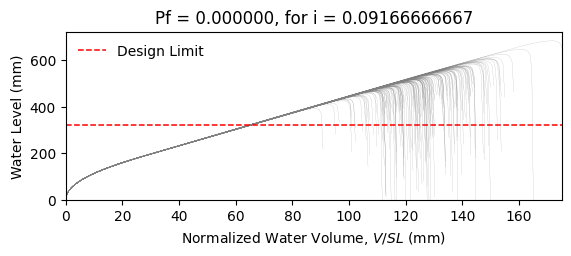 Pf = 0.000000, for i = 0.09166666667
Design Limit
Water Level (mm)
600
400
200
0
0 20 40 60 80 100 120 140 160
Normalized Water Volume, V/SL (mm)